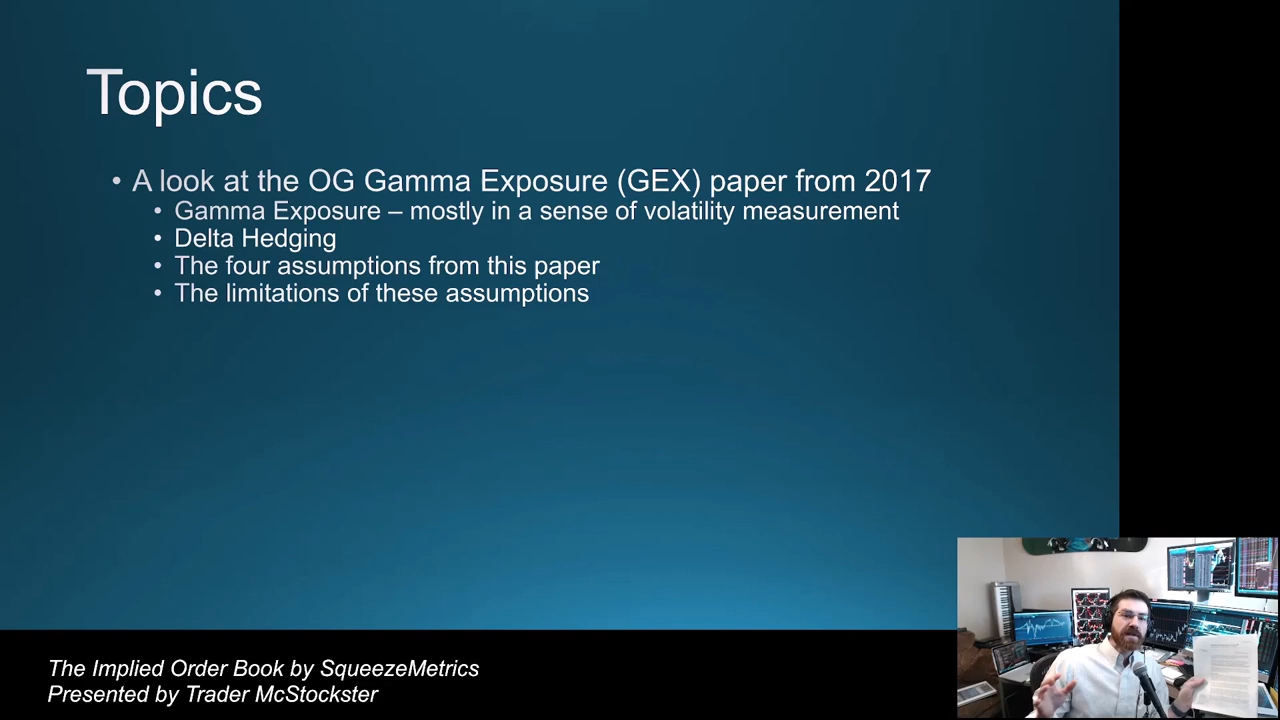 Topics
• A look at the OG Gamma Exposure (GEX) paper from 2017
• Gamma Exposure – mostly in a sense of volatility measurement
• Delta Hedging
• The four assumptions from this paper
• The limitations of these assumptions
The Implied Order Book by SqueezeMetrics
Presented by Trader McStockster